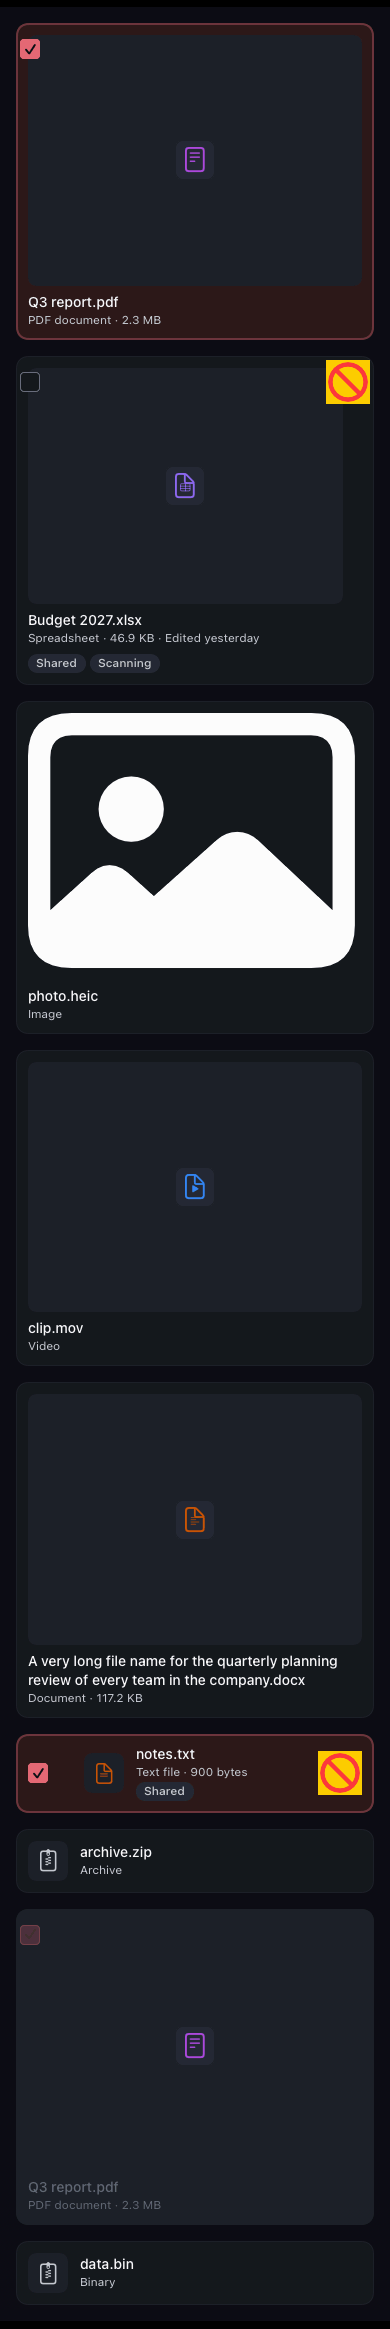 Q3 report.pdf
PDF document · 2.3 MB
Budget 2027.xlsx
Spreadsheet · 46.9 KB · Edited yesterday
Shared Scanning
photo.heic
Image
clip.mov
Video
A very long file name for the quarterly planning
review of every team in the company.docx
Document · 117.2 KB
notes.txt
Text file · 900 bytes
Shared
archive.zip
Archive
Q3 report.pdf
PDF document · 2.3 MB
data.bin
Binary